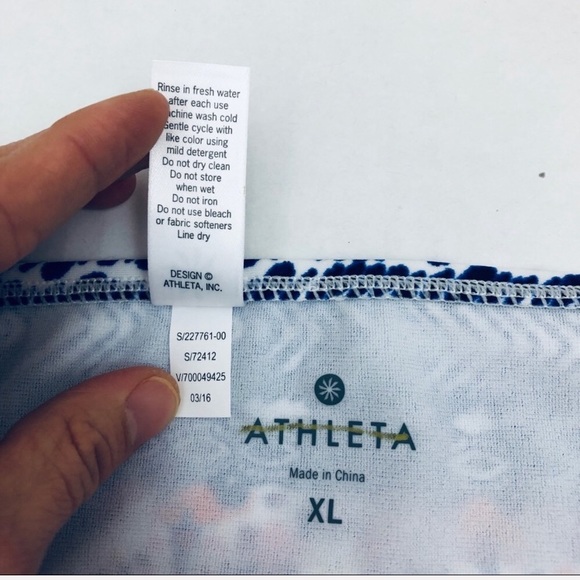 Rinse in fresh water
after each use
chine wash cold
Gentle cycle with
like color using
mild detergent
Do not dry clean
Do not store
when wet
Do not iron
Do not use bleach
or fabric softeners
Line dry
DESIGN ©
ATHLETA, INC.
S/227761-00
S/72412
V/700049425
03/16
ATHLETA
Made in China
XL